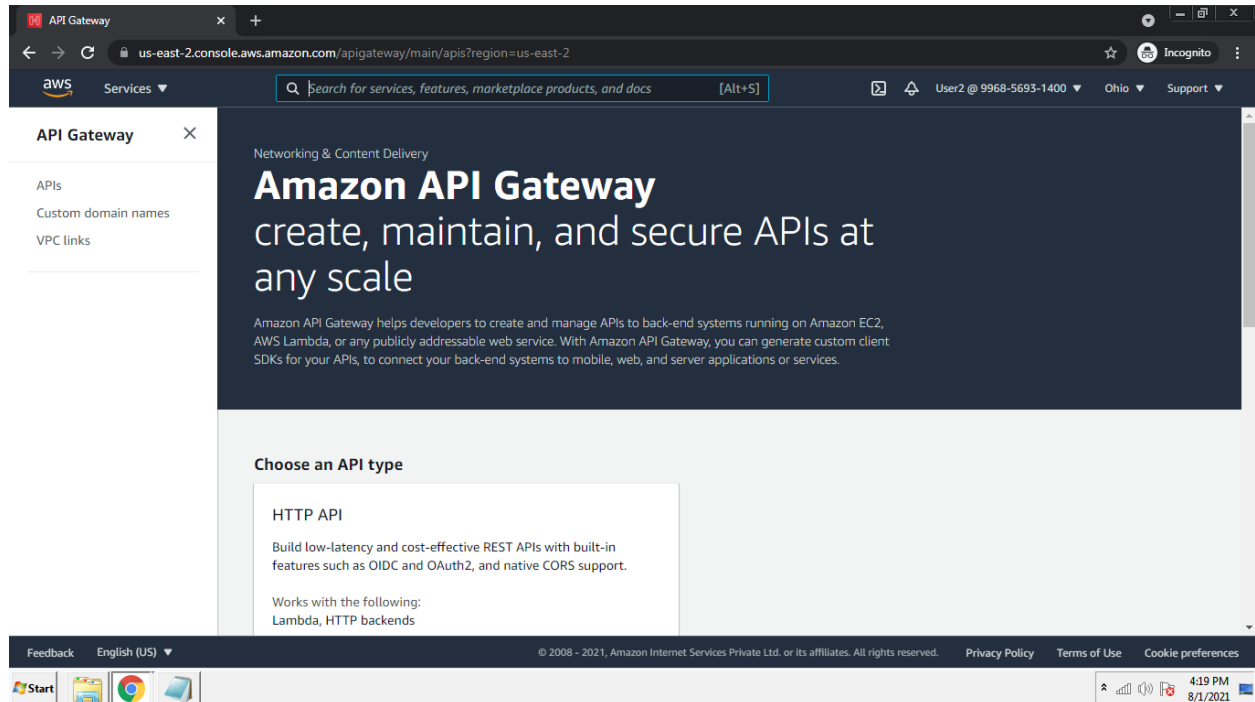 API Gateway
us-east-2.console.aws.amazon.com/apigateway/main/apis?region=us-east-2
Incognito
aws
Services
Search for services, features, marketplace products, and docs
[Alt+S]
User2 @ 9968-5693-1400
Ohio
Support
API Gateway
APIs
Custom domain names
VPC links
Networking & Content Delivery
Amazon API Gateway
create, maintain, and secure APIs at
any scale
Amazon API Gateway helps developers to create and manage APIs to back-end systems running on Amazon EC2,
AWS Lambda, or any publicly addressable web service. With Amazon API Gateway, you can generate custom client
SDKs for your APIs, to connect your back-end systems to mobile, web, and server applications or services.
Choose an API type
HTTP API
Build low-latency and cost-effective REST APIs with built-in
features such as OIDC and OAuth2, and native CORS support.
Works with the following:
Lambda, HTTP backends
Feedback
English (US)
© 2008 - 2021, Amazon Internet Services Private Ltd. or its affiliates. All rights reserved.
Privacy Policy
Terms of Use
Cookie preferences
Start
4:19 PM
8/1/2021